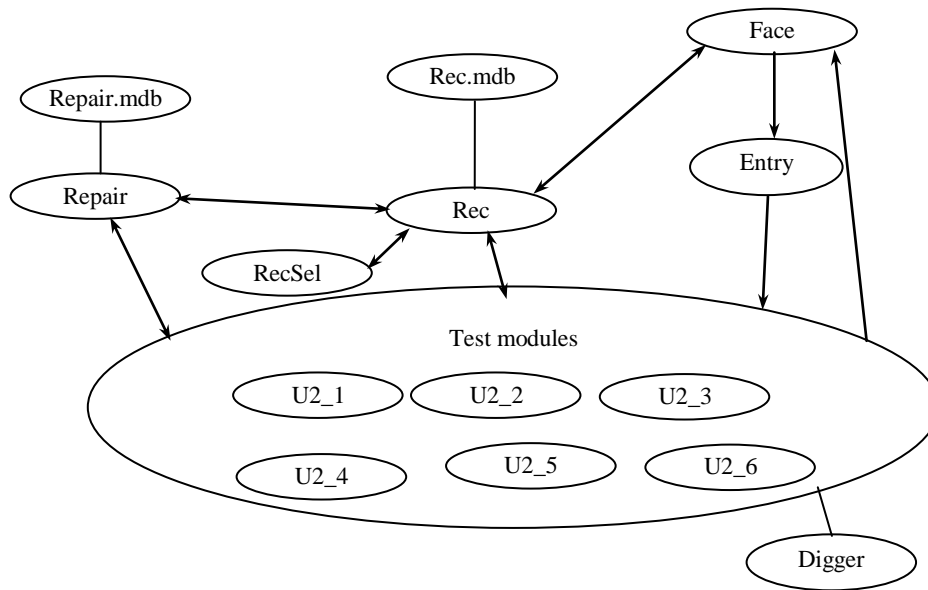 Face
Rec.mdb
Repair.mdb
Entry
Repair
Rec
RecSel
Test modules
U2_1
U2_2
U2_3
U2_4
U2_5
U2_6
Digger